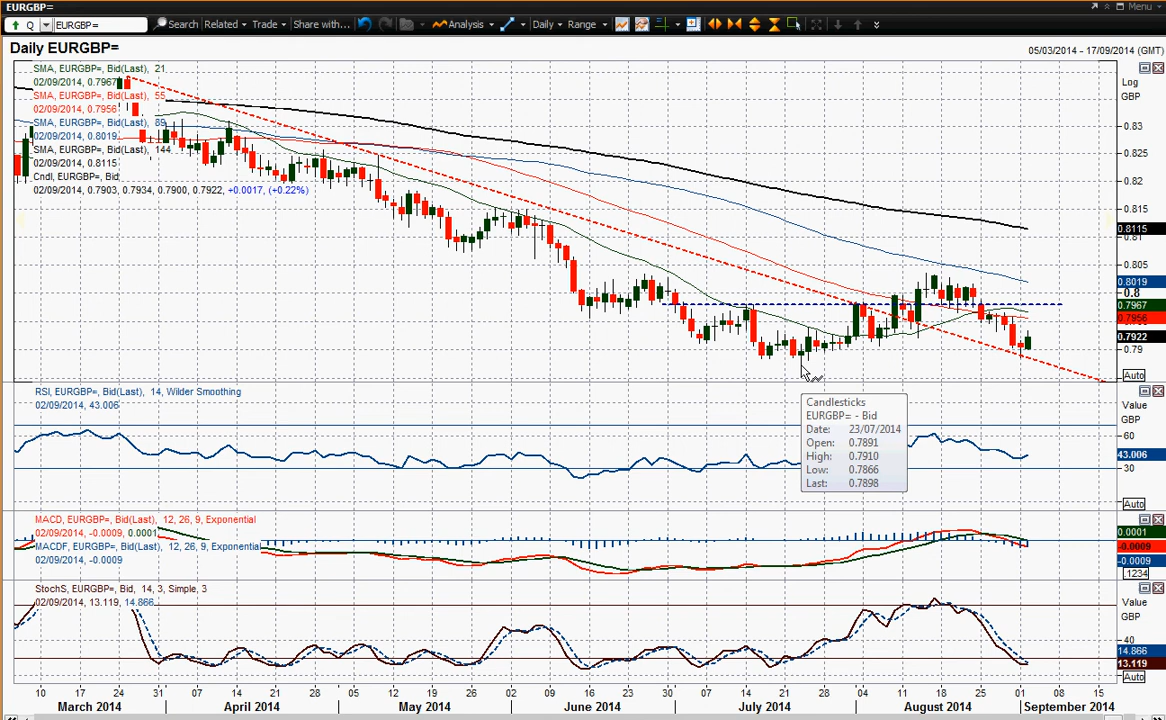 EURGBP=
Menu
Q EURGBP= Search Related Trade Share with... Analysis Daily Range
Daily EURGBP=
05/03/2014 - 17/09/2014 (GMT)
SMA, EURGBP=, Bid(Last), 21
02/09/2014, 0.7967
SMA, EURGBP=, Bid(Last), 55
02/09/2014, 0.7956
SMA, EURGBP=, Bid(Last), 89
02/09/2014, 0.8019
SMA, EURGBP=, Bid(Last), 144
02/09/2014, 0.8115
Cndl, EURGBP=, Bid
02/09/2014, 0.7903, 0.7934, 0.7900, 0.7922, +0.0017, (+0.22%)
Log
GBP
0.83
0.825
0.82
0.815
0.8115
0.81
0.805
0.8019
0.8
0.7967
0.7956
0.7922
0.79
Auto
RSI, EURGBP=, Bid(Last), 14, Wilder Smoothing
02/09/2014, 43.006
Value
GBP
60
43.006
30
Auto
Candlesticks
EURGBP= - Bid
Date: 23/07/2014
Open: 0.7891
High: 0.7910
Low: 0.7866
Last: 0.7898
MACD, EURGBP=, Bid(Last), 12, 26, 9, Exponential
02/09/2014, -0.0009, 0.0001
MACDF, EURGBP=, Bid(Last), 12, 26, 9, Exponential
02/09/2014, -0.0009
0.0001
-0.0009
-0.0009
.1234
StochS, EURGBP=, Bid, 14, 3, Simple, 3
02/09/2014, 13.119, 14.866
Value
GBP
40
14.866
13.119
Auto
10 17 24 31 07 14 21 28 05 12 19 26 02 09 16 23 30 07 14 21 28 04 11 18 25 01 08 15
March 2014 April 2014 May 2014 June 2014 July 2014 August 2014 September 2014